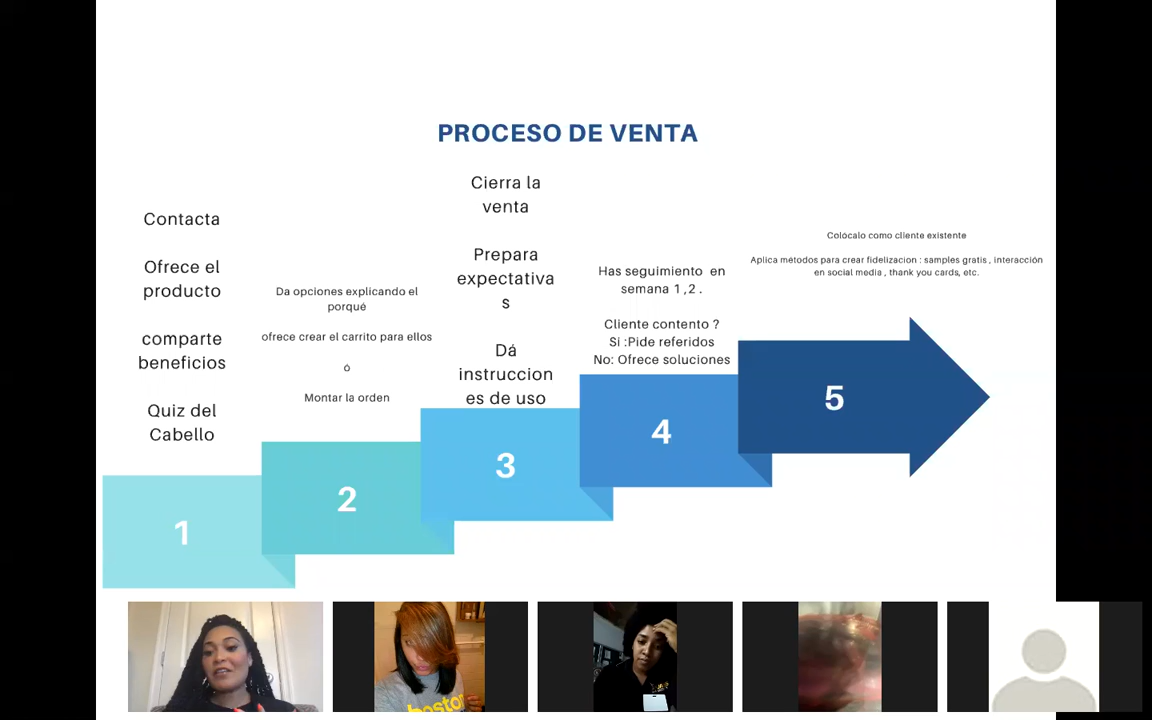 PROCESO DE VENTA
Contacta
Ofrece el
producto
comparte
beneficios
Quiz del
Cabello
1
Da opciones explicando el
porqué
ofrece crear el carrito para ellos
ó
Montar la orden
2
Cierra la
venta
Prepara
expectativa
s
Dá
instruccion
es de uso
3
Has seguimiento en
semana 1 ,2 .
Cliente contento ?
Si :Pide referidos
No: Ofrece soluciones
4
Colócalo como cliente existente
Aplica métodos para crear fidelizacion : samples gratis , interacción
en social media , thank you cards, etc.
5
boston